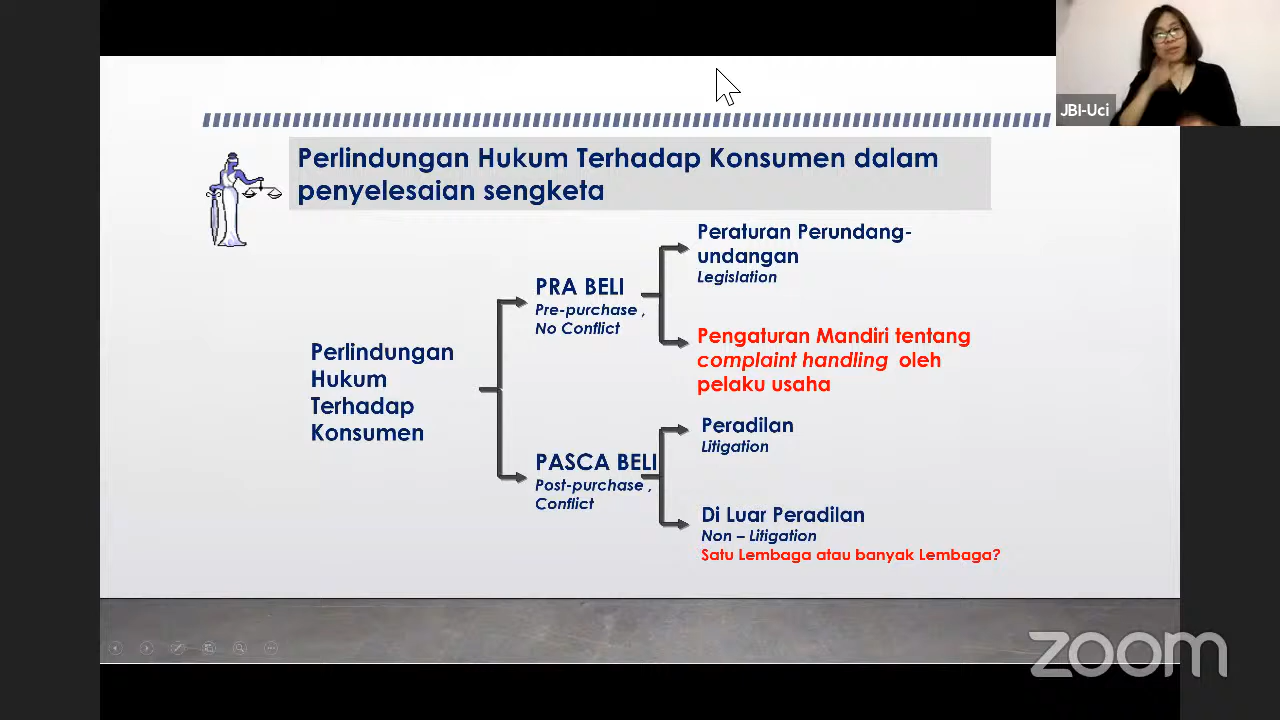 JBI-Uci
Perlindungan Hukum Terhadap Konsumen dalam
penyelesaian sengketa
Perlindungan
Hukum
Terhadap
Konsumen
PRA BELI
Pre-purchase ,
No Conflict
Peraturan Perundang-
undangan
Legislation
Pengaturan Mandiri tentang
complaint handling oleh
pelaku usaha
PASCA BELI
Post-purchase ,
Conflict
Peradilan
Litigation
Di Luar Peradilan
Non – Litigation
Satu Lembaga atau banyak Lembaga?
zoom